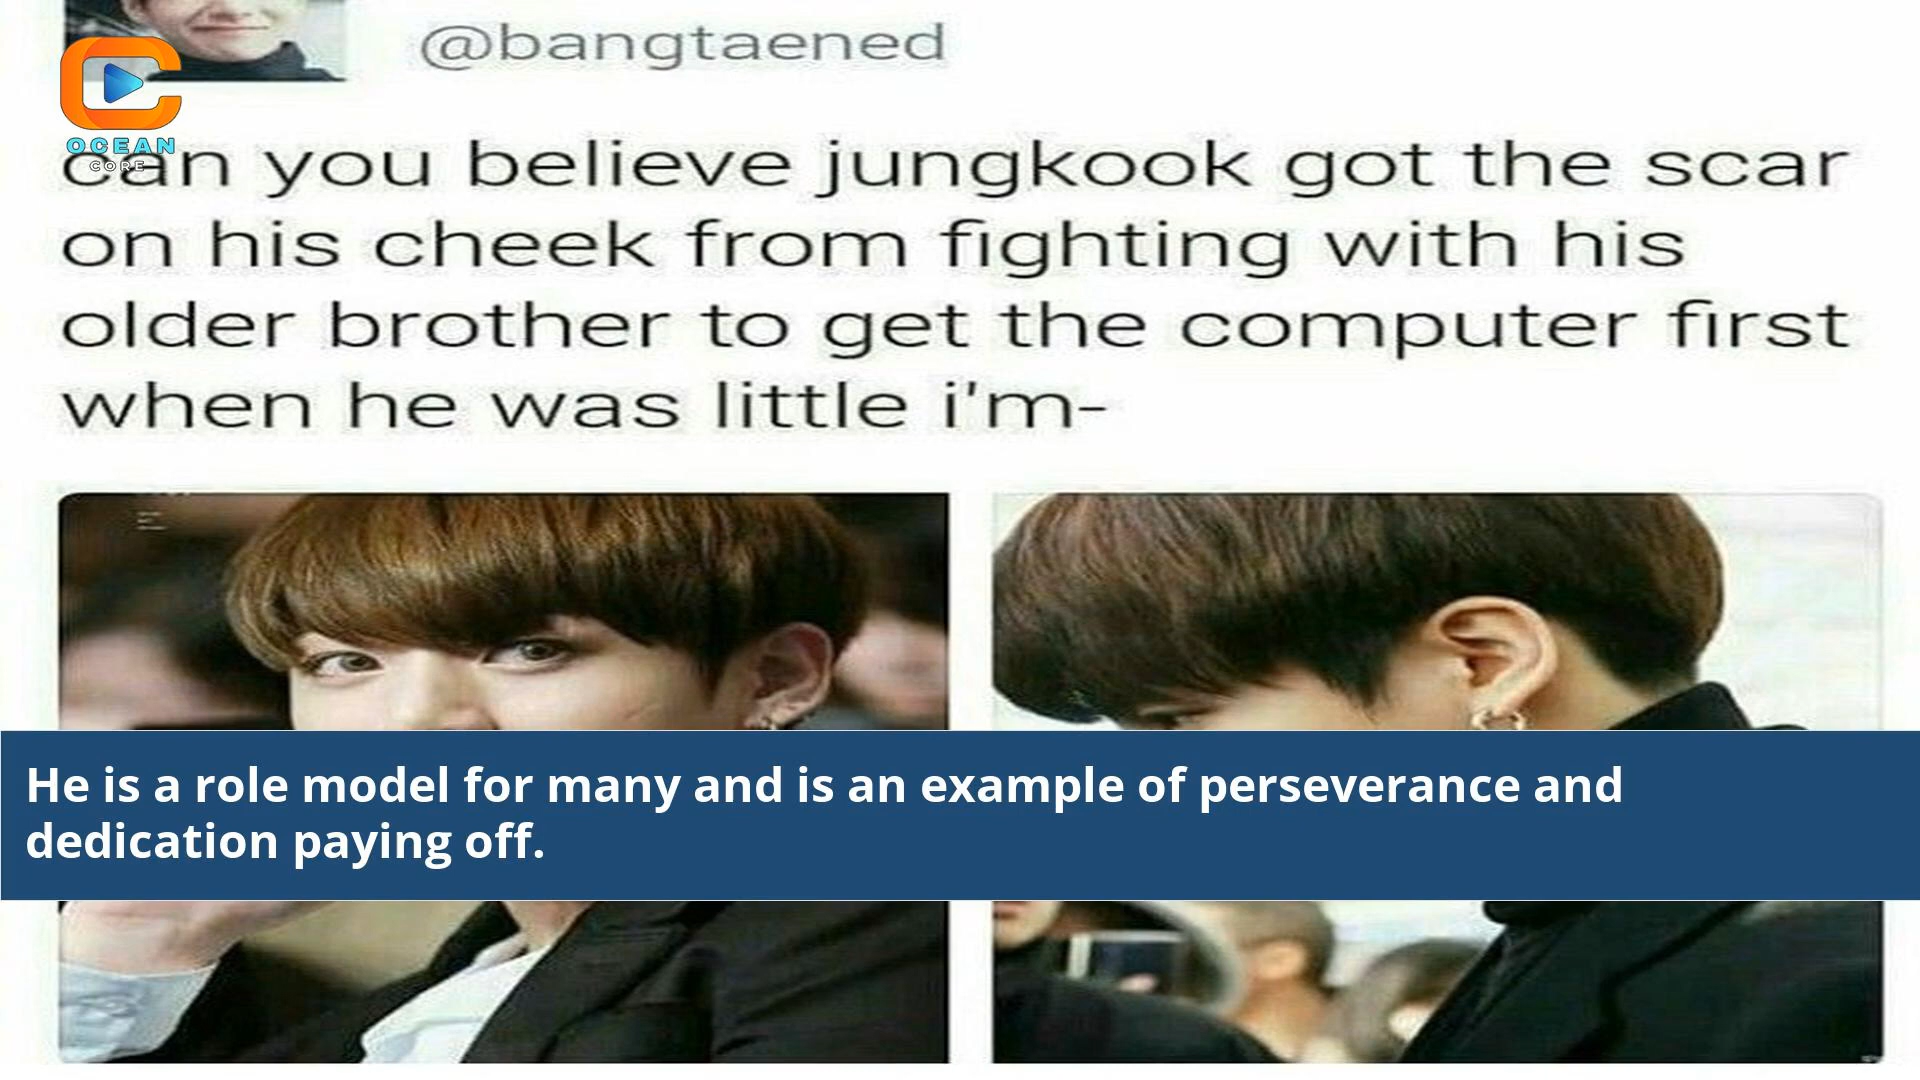 @bangtaened
OCEAN
CORE
can you believe jungkook got the scar
on his cheek from fighting with his
older brother to get the computer first
when he was little i'm-
He is a role model for many and is an example of perseverance and
dedication paying off.